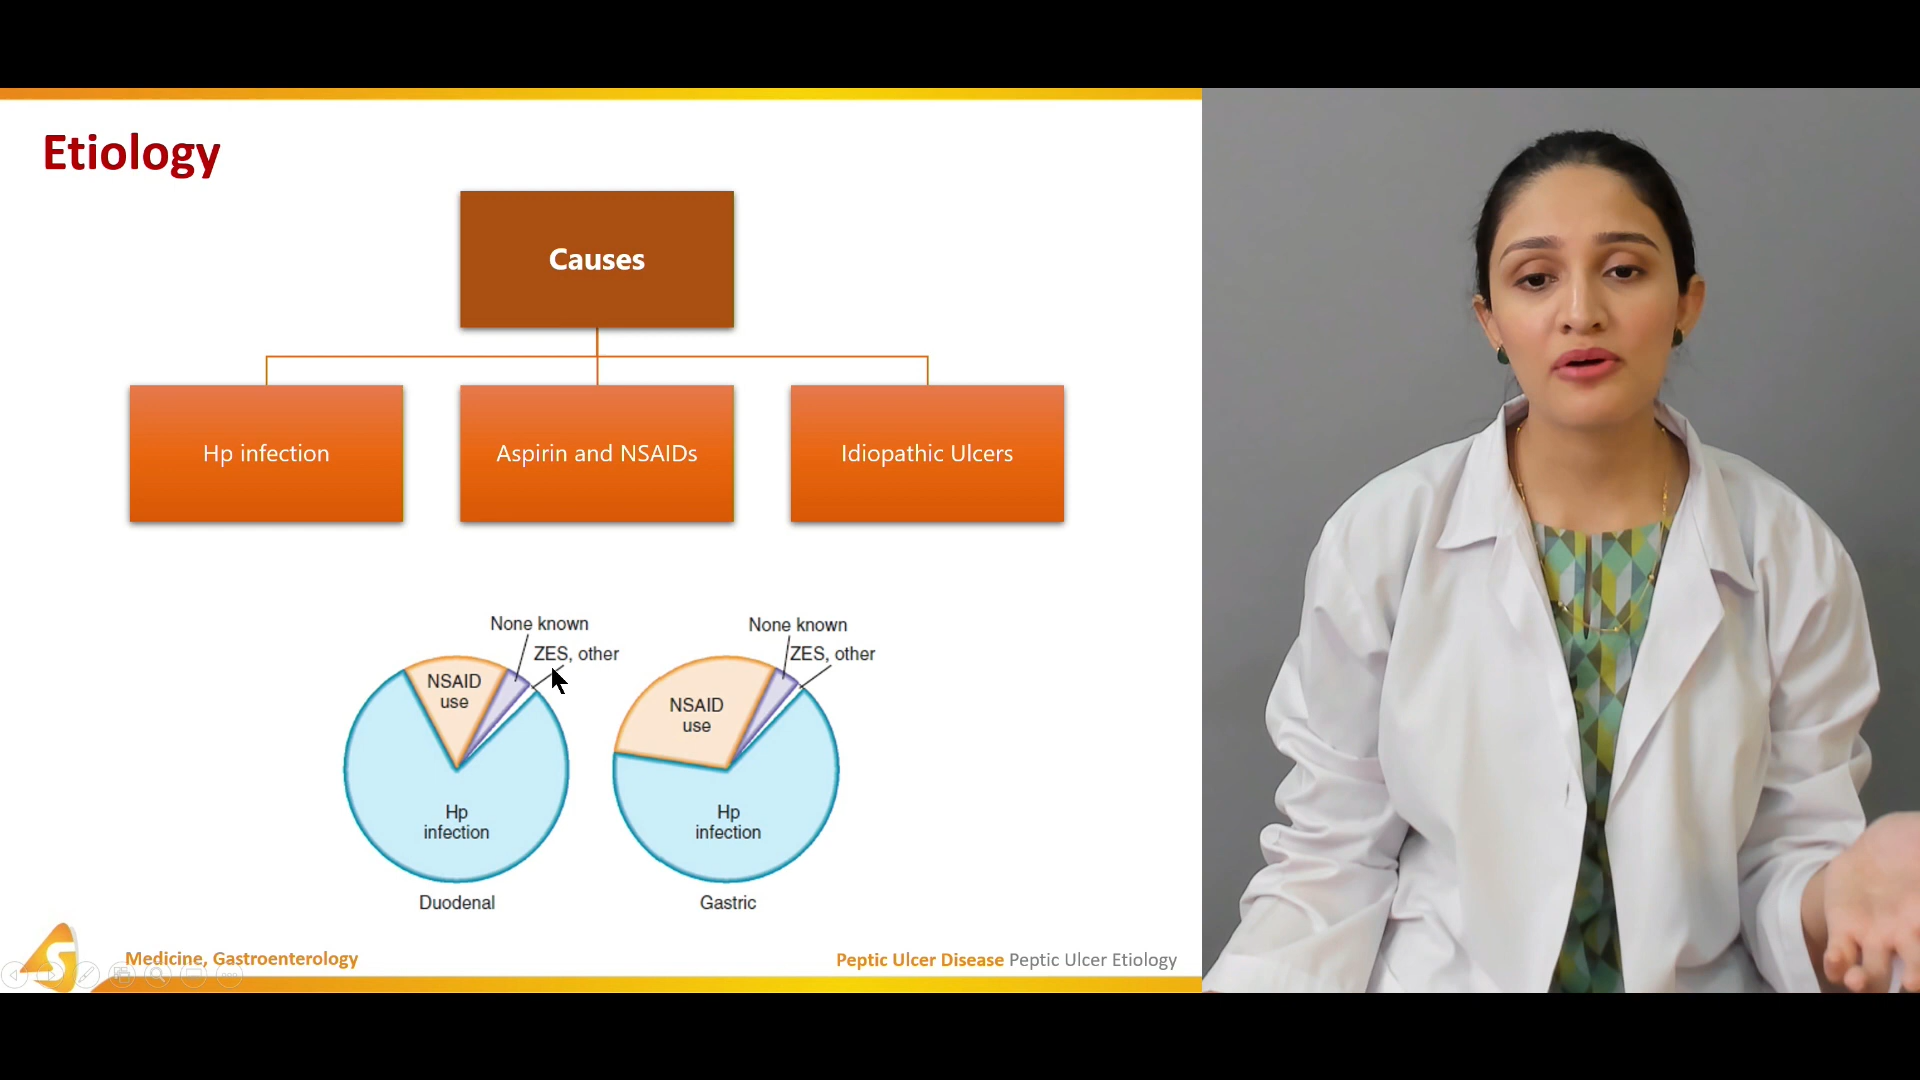 Etiology
Causes
Hp infection
Aspirin and NSAIDs
Idiopathic Ulcers
None known
ZES, other
NSAID
use
Hp
infection
Duodenal
None known
ZES, other
NSAID
use
Hp
infection
Gastric
S
Medicine, Gastroenterology
Peptic Ulcer Disease Peptic Ulcer Etiology